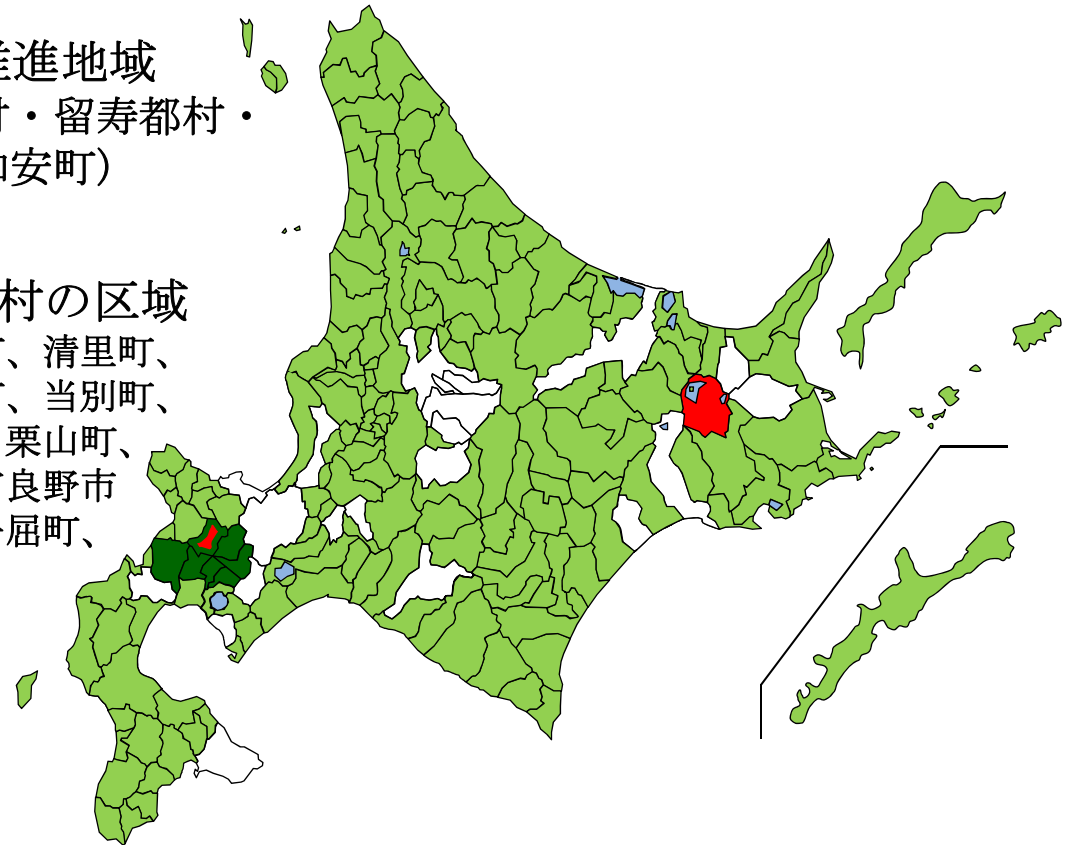 進地域
・留寿都村・
安町)
村の区域
、清里町、
、当別町、
栗山町、
良野市
屈町、